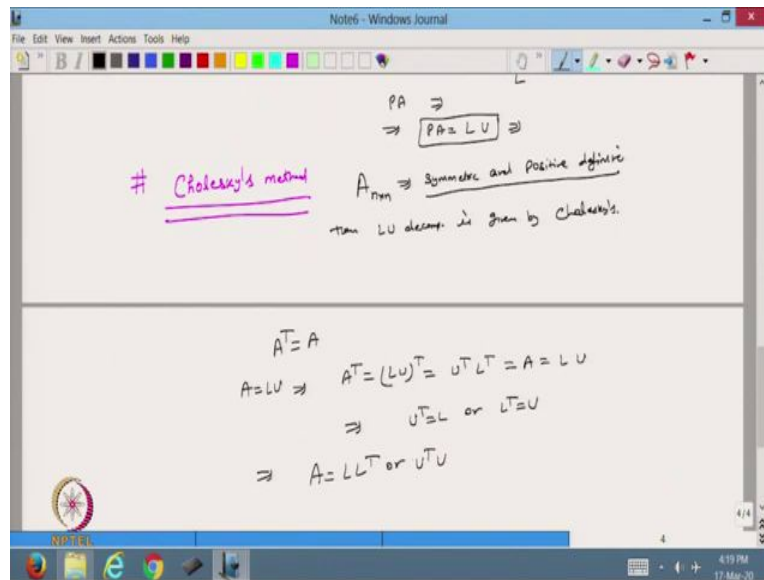 Note6 - Windows Journal
File Edit View Insert Actions Tools Help
B I
L
PA ⇒
⇒ PA = LU ⇒
# Cholesky's method
A n×n ⇒ Symmetric and Positive definite
then LU decomp. is given by Cholesky's.
A^T = A
A = LU ⇒ A^T = (LU)^T = U^T L^T = A = LU
⇒ U^T = L or L^T = U
⇒ A = LL^T or U^T U
NPTEL
4/4
4
4:19 PM
17-Mar-20